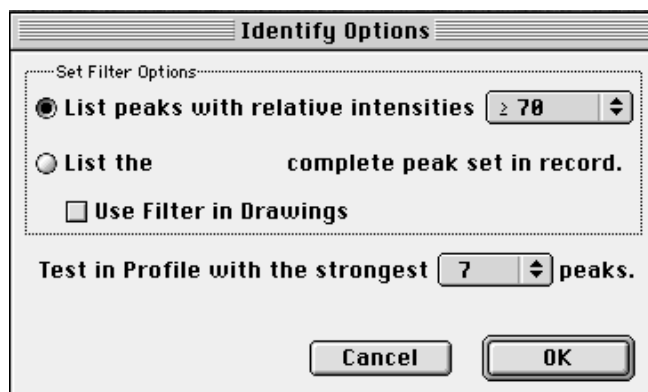 Identify Options
Set Filter Options
List peaks with relative intensities ≥ 70
List the complete peak set in record.
Use Filter in Drawings
Test in Profile with the strongest 7 peaks.
Cancel OK